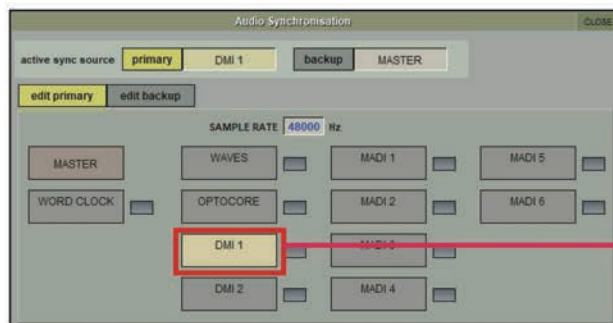 Audio Synchronisation CLOSE
active sync source primary DMI 1 backup MASTER
edit primary edit backup
SAMPLE RATE 48000 Hz
MASTER WAVES MADI 1 MADI 5
WORD CLOCK OPTOCORE MADI 2 MADI 6
DMI 1 MADI 3
DMI 2 MADI 4